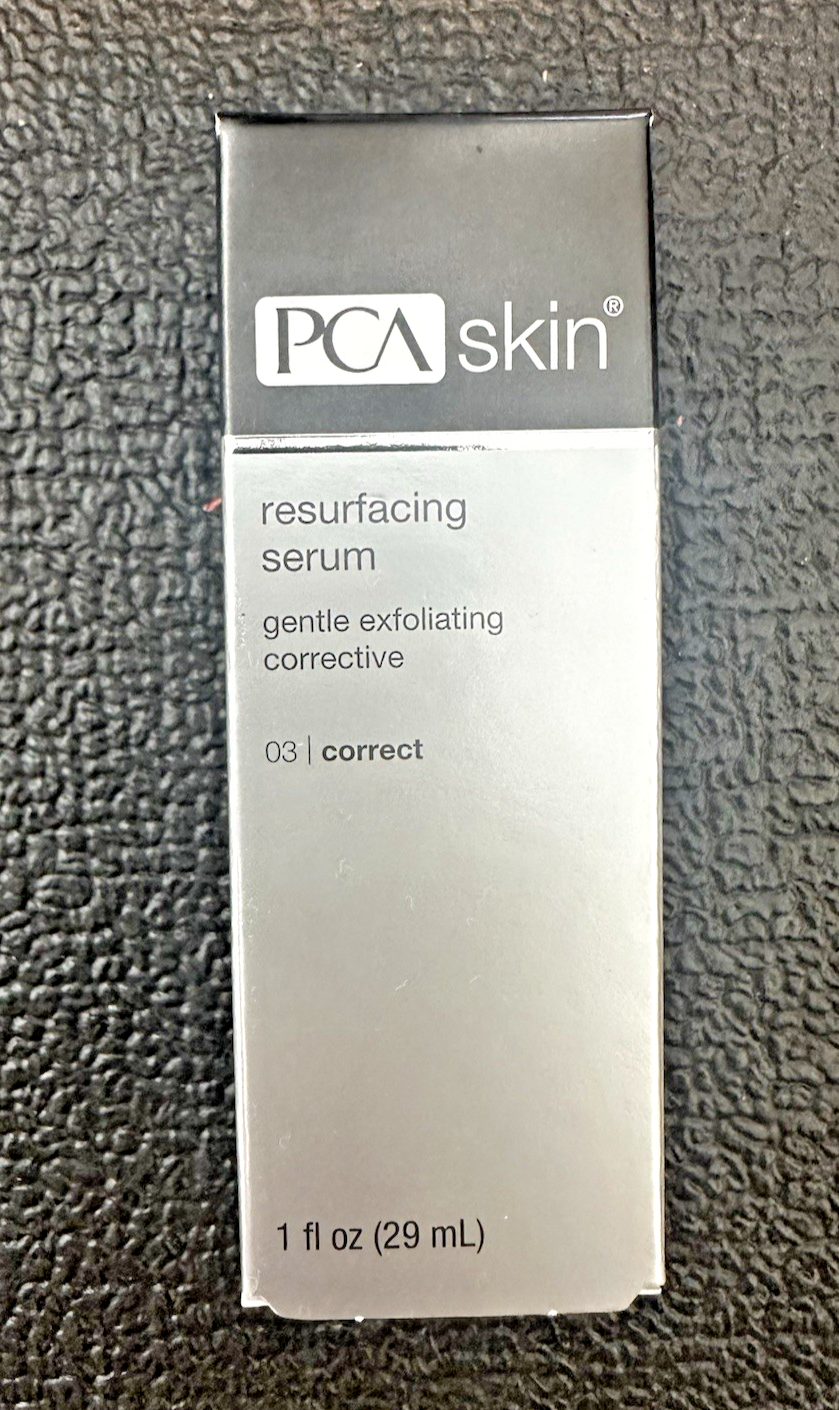 PCA skin®
resurfacing
serum
gentle exfoliating
corrective
03 | correct
1 fl oz (29 mL)